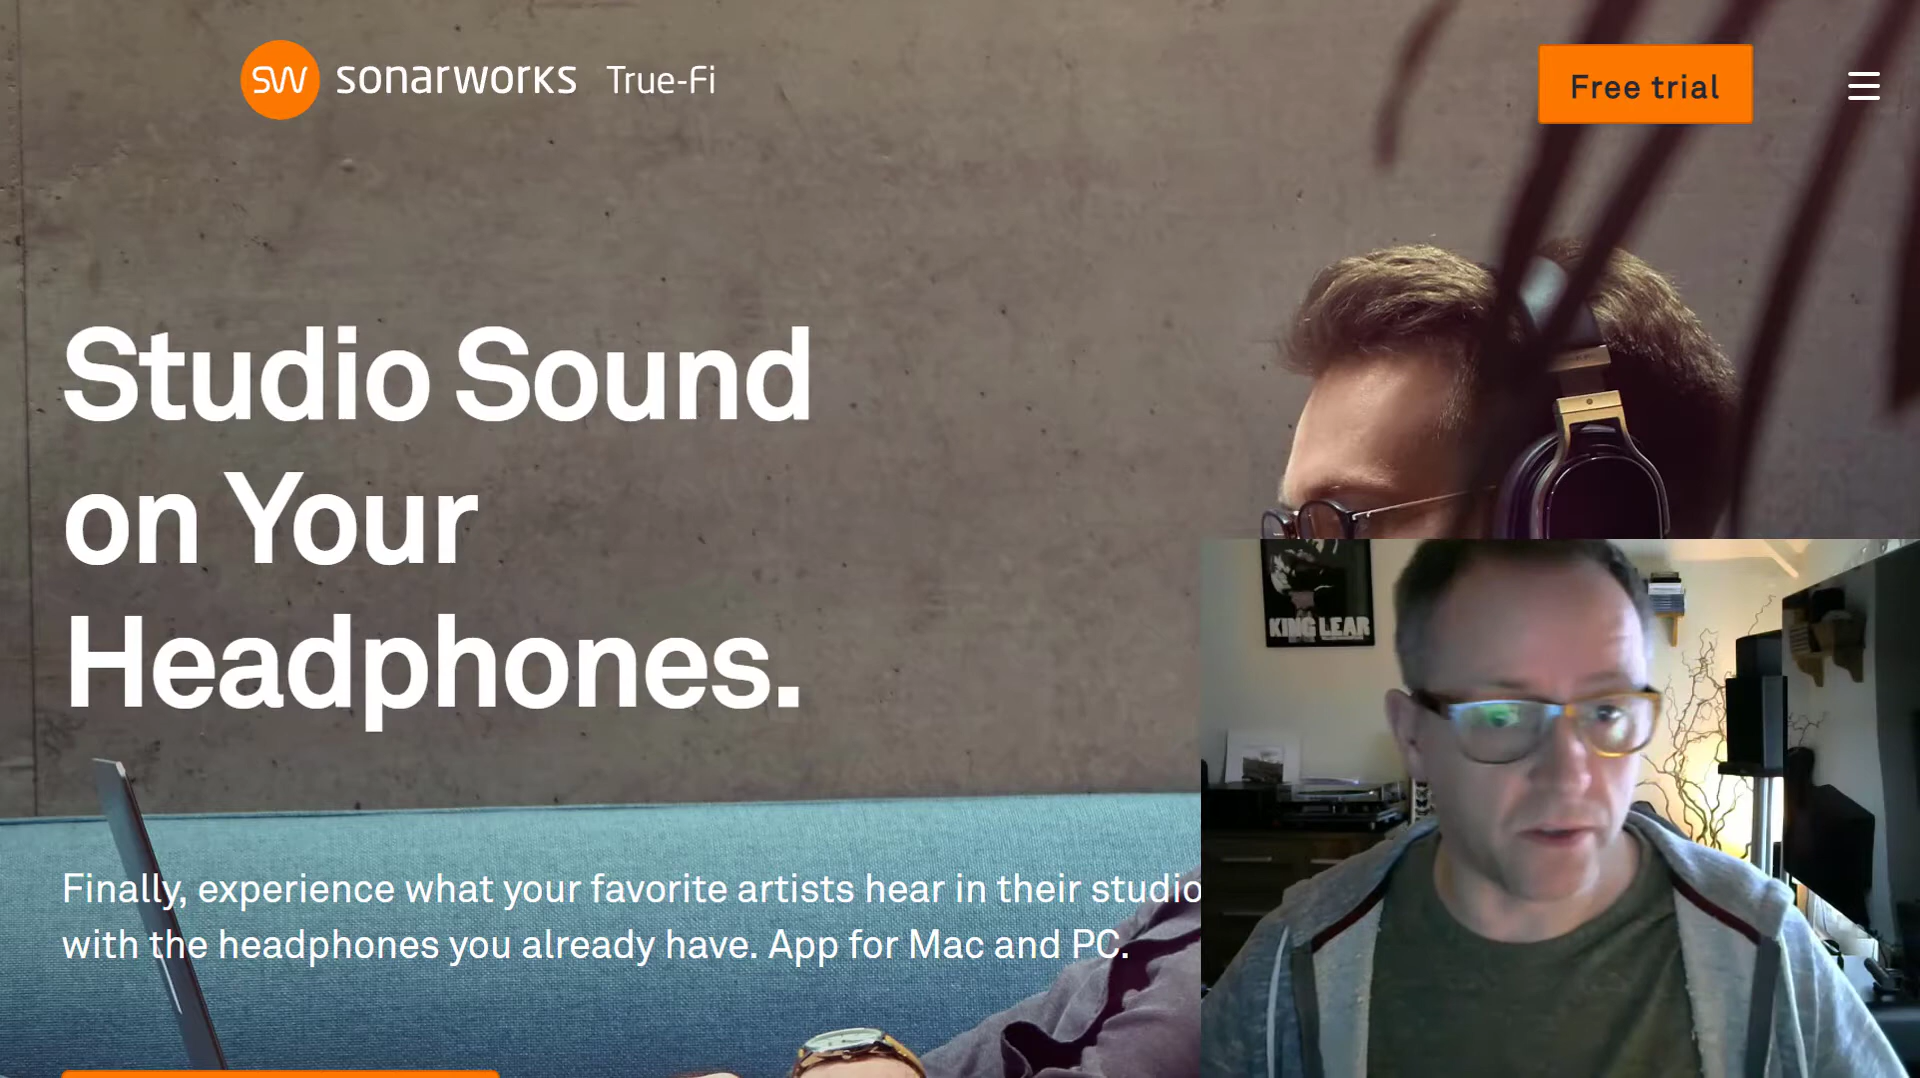 SW sonarworks True-Fi
Free trial
Studio Sound
on Your
Headphones.
KING LEAR
Finally, experience what your favorite artists hear in their studio
with the headphones you already have. App for Mac and PC.